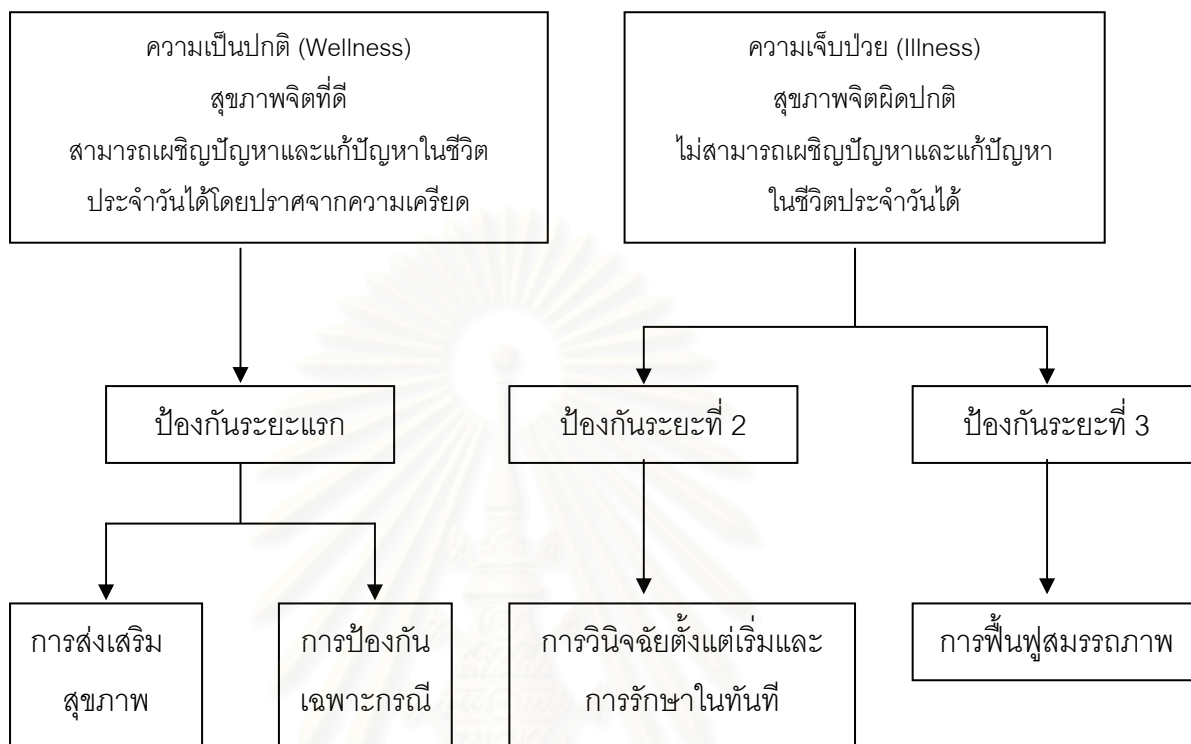 ความเป็นปกติ (Wellness)
สุขภาพจิตที่ดี
สามารถเผชิญปัญหาและแก้ปัญหาในชีวิต
ประจำวันได้โดยปราศจากความเครียด
ความเจ็บป่วย (Illness)
สุขภาพจิตผิดปกติ
ไม่สามารถเผชิญปัญหาและแก้ปัญหา
ในชีวิตประจำวันได้
ป้องกันระยะแรก
ป้องกันระยะที่ 2
ป้องกันระยะที่ 3
การส่งเสริม
สุขภาพ
การป้องกัน
เฉพาะกรณี
การวินิจฉัยตั้งแต่เริ่มและ
การรักษาในทันที
การฟื้นฟูสมรรถภาพ